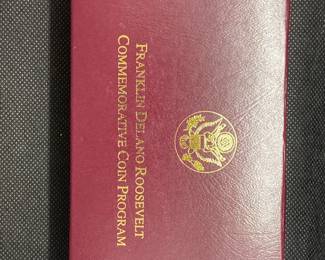 FRANKLIN DELANO ROOSEVELT
COMMEMORATIVE COIN PROGRAM